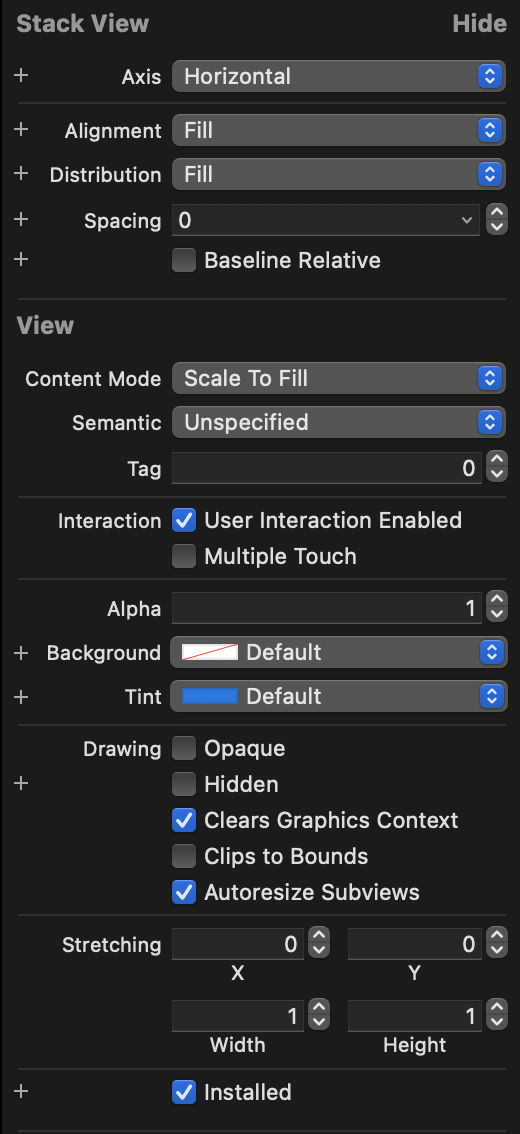 Stack View Hide
Axis Horizontal
Alignment Fill
Distribution Fill
Spacing 0
Baseline Relative
View
Content Mode Scale To Fill
Semantic Unspecified
Tag 0
Interaction User Interaction Enabled
Multiple Touch
Alpha 1
Background Default
Tint Default
Drawing Opaque
Hidden
Clears Graphics Context
Clips to Bounds
Autoresize Subviews
Stretching 0 0
X Y
1 1
Width Height
Installed